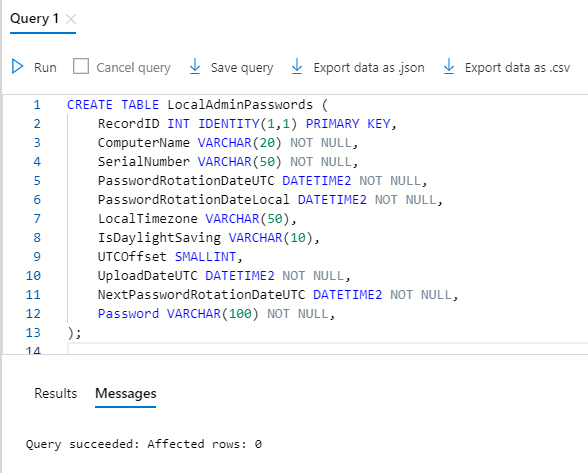 Query 1
Run Cancel query Save query Export data as .json Export data as .csv
1 CREATE TABLE LocalAdminPasswords (
2 RecordID INT IDENTITY(1,1) PRIMARY KEY,
3 ComputerName VARCHAR(20) NOT NULL,
4 SerialNumber VARCHAR(50) NOT NULL,
5 PasswordRotationDateUTC DATETIME2 NOT NULL,
6 PasswordRotationDateLocal DATETIME2 NOT NULL,
7 LocalTimezone VARCHAR(50),
8 IsDaylightSaving VARCHAR(10),
9 UTCOffset SMALLINT,
10 UploadDateUTC DATETIME2 NOT NULL,
11 NextPasswordRotationDateUTC DATETIME2 NOT NULL,
12 Password VARCHAR(100) NOT NULL,
13 );
14
Results Messages
Query succeeded: Affected rows: 0